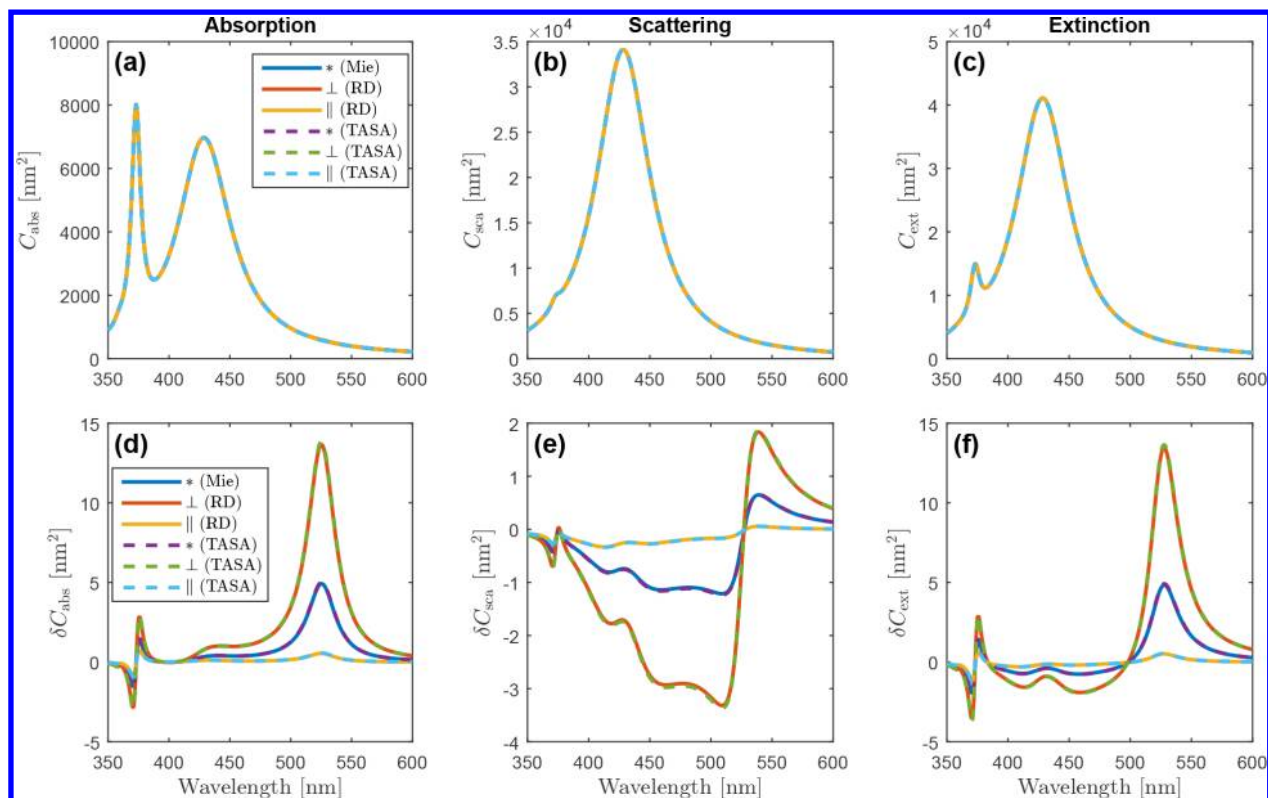 Absorption
Scattering
Extinction
(a)
10000
8000
6000
4000
2000
0
C_abs [nm²]
350 400 450 500 550 600
∗ (Mie)
⊥ (RD)
∥ (RD)
∗ (TASA)
⊥ (TASA)
∥ (TASA)
(b)
× 10⁴
3.5
3
2.5
2
1.5
1
0.5
0
C_sca [nm²]
350 400 450 500 550 600
(c)
× 10⁴
5
4
3
2
1
0
C_ext [nm²]
350 400 450 500 550 600
(d)
15
10
5
0
-5
δC_abs [nm²]
∗ (Mie)
⊥ (RD)
∥ (RD)
∗ (TASA)
⊥ (TASA)
∥ (TASA)
350 400 450 500 550 600
Wavelength [nm]
(e)
2
1
0
-1
-2
-3
-4
δC_sca [nm²]
350 400 450 500 550 600
Wavelength [nm]
(f)
15
10
5
0
-5
δC_ext [nm²]
350 400 450 500 550 600
Wavelength [nm]